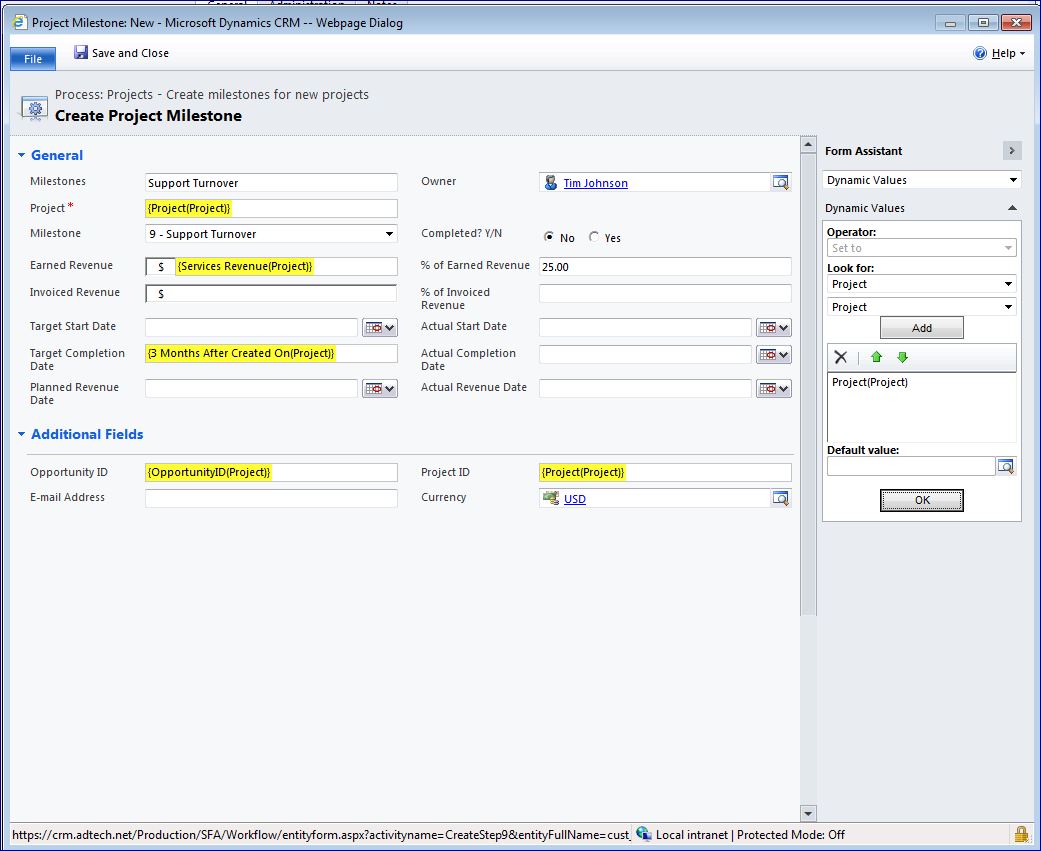 General Administration Notes
Project Milestone: New - Microsoft Dynamics CRM -- Webpage Dialog
File Save and Close Help
Process: Projects - Create milestones for new projects
Create Project Milestone
General
Milestones Support Turnover Owner Tim Johnson
Project * {Project(Project)}
Milestone 9 - Support Turnover Completed? Y/N No Yes
Earned Revenue $ {Services Revenue(Project)} % of Earned Revenue 25.00
Invoiced Revenue $ % of Invoiced
Revenue
Target Start Date Actual Start Date
Target Completion {3 Months After Created On(Project)} Actual Completion
Date Date
Planned Revenue Actual Revenue Date
Date
Additional Fields
Opportunity ID {OpportunityID(Project)} Project ID {Project(Project)}
E-mail Address Currency USD
Form Assistant
Dynamic Values
Dynamic Values
Operator:
Set to
Look for:
Project
Project
Add
Project(Project)
Default value:
OK
https://crm.adtech.net/Production/SFA/Workflow/entityform.aspx?activityname=CreateStep9&entityFullName=cust_ Local intranet | Protected Mode: Off